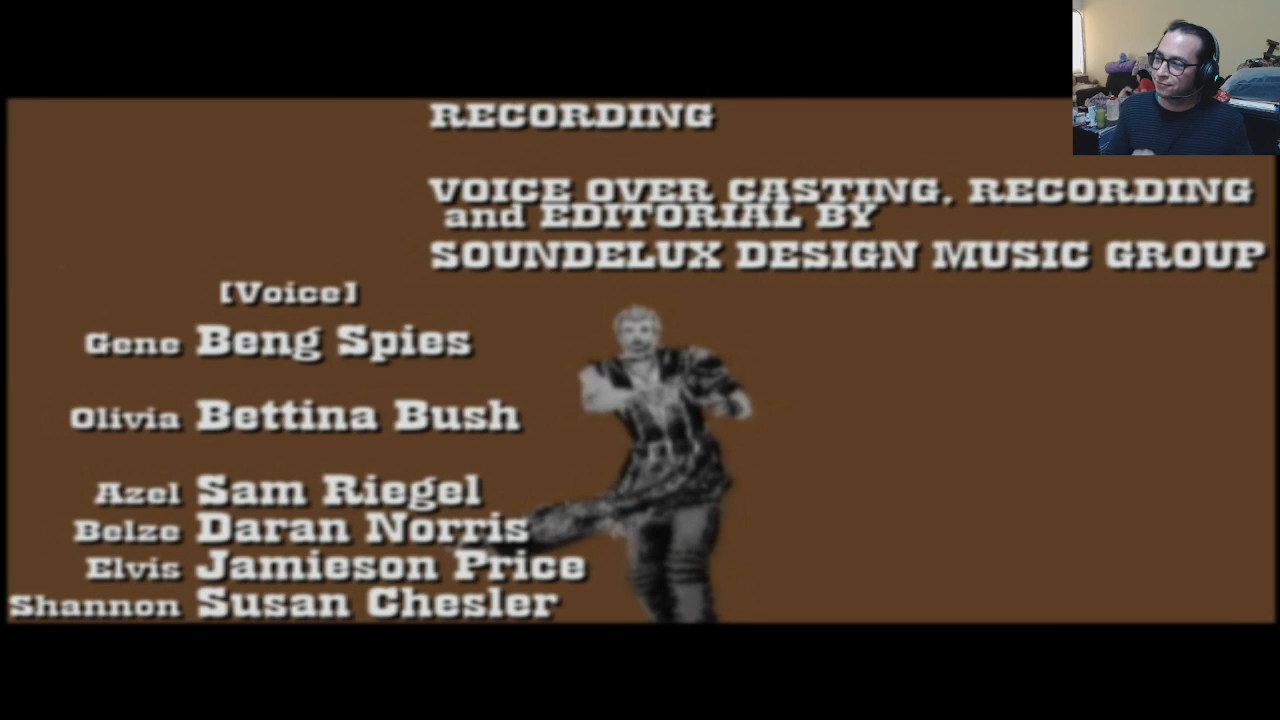 RECORDING
VOICE OVER CASTING, RECORDING
and EDITORIAL BY
SOUNDELUX DESIGN MUSIC GROUP
[Voice]
Gene Beng Spies
Olivia Bettina Bush
Azel Sam Riegel
Belze Daran Norris
Elvis Jamieson Price
Shannon Susan Chesler